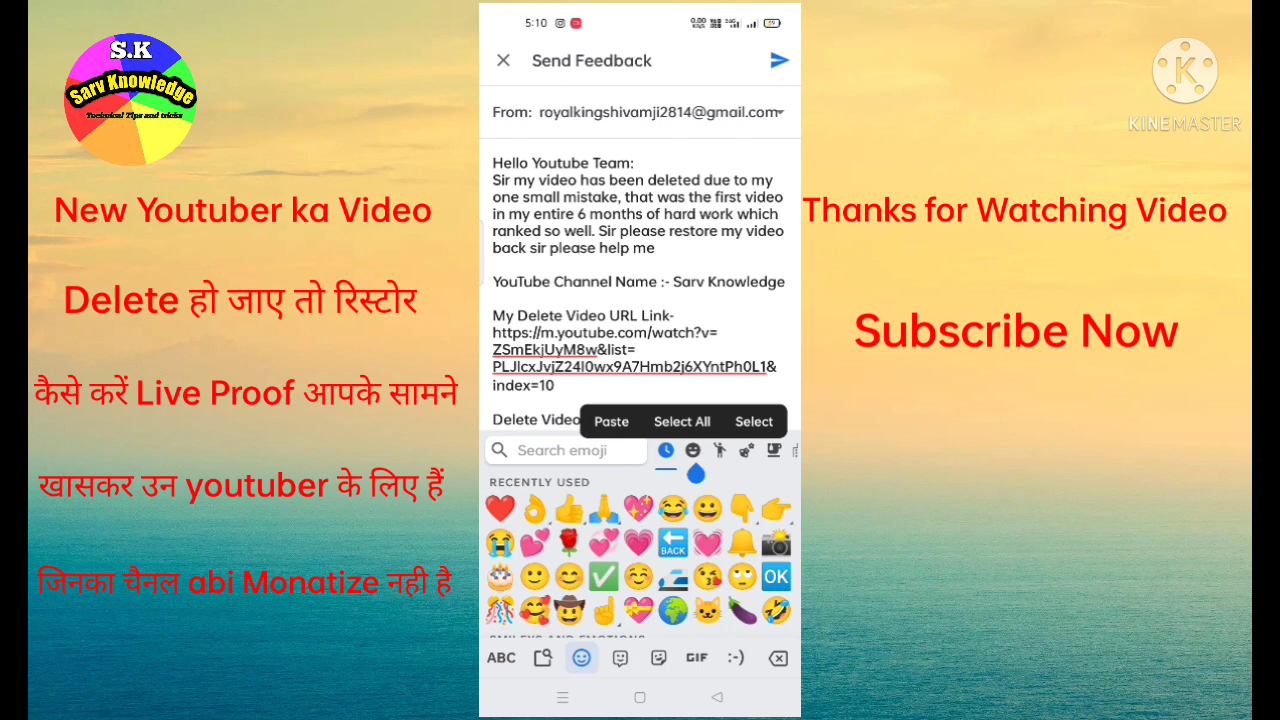 S.K
Sarv Knowledge
Technical Tips and tricks
New Youtuber ka Video
Delete हो जाए तो रिस्टोर
कैसे करें Live Proof आपके सामने
खासकर उन youtuber के लिए हैं
जिनका चैनल abi Monatize नही है
5:10
59
Send Feedback
From: royalkingshivamji2814@gmail.com
Hello Youtube Team:
Sir my video has been deleted due to my
one small mistake, that was the first video
in my entire 6 months of hard work which
ranked so well. Sir please restore my video
back sir please help me
YouTube Channel Name :- Sarv Knowledge
My Delete Video URL Link-
https://m.youtube.com/watch?v=
ZSmEkjUyM8w&list=
PLJlcxJvjZ24I0wx9A7Hmb2j6XYntPh0L1&
index=10
Delete Video
Paste Select All Select
Search emoji
RECENTLY USED
BACK
OK
SMILEYS AND EMOTIONS
ABC GIF :-)
K
KINEMASTER
Thanks for Watching Video
Subscribe Now